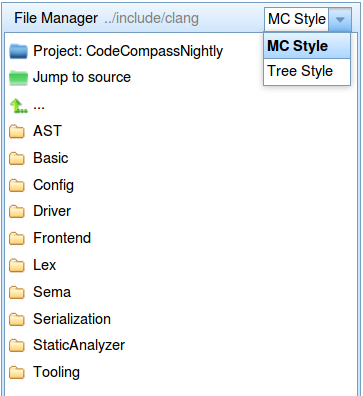 File Manager ../include/clang MC Style
MC Style
Tree Style
Project: CodeCompassNightly
Jump to source
...
AST
Basic
Config
Driver
Frontend
Lex
Sema
Serialization
StaticAnalyzer
Tooling